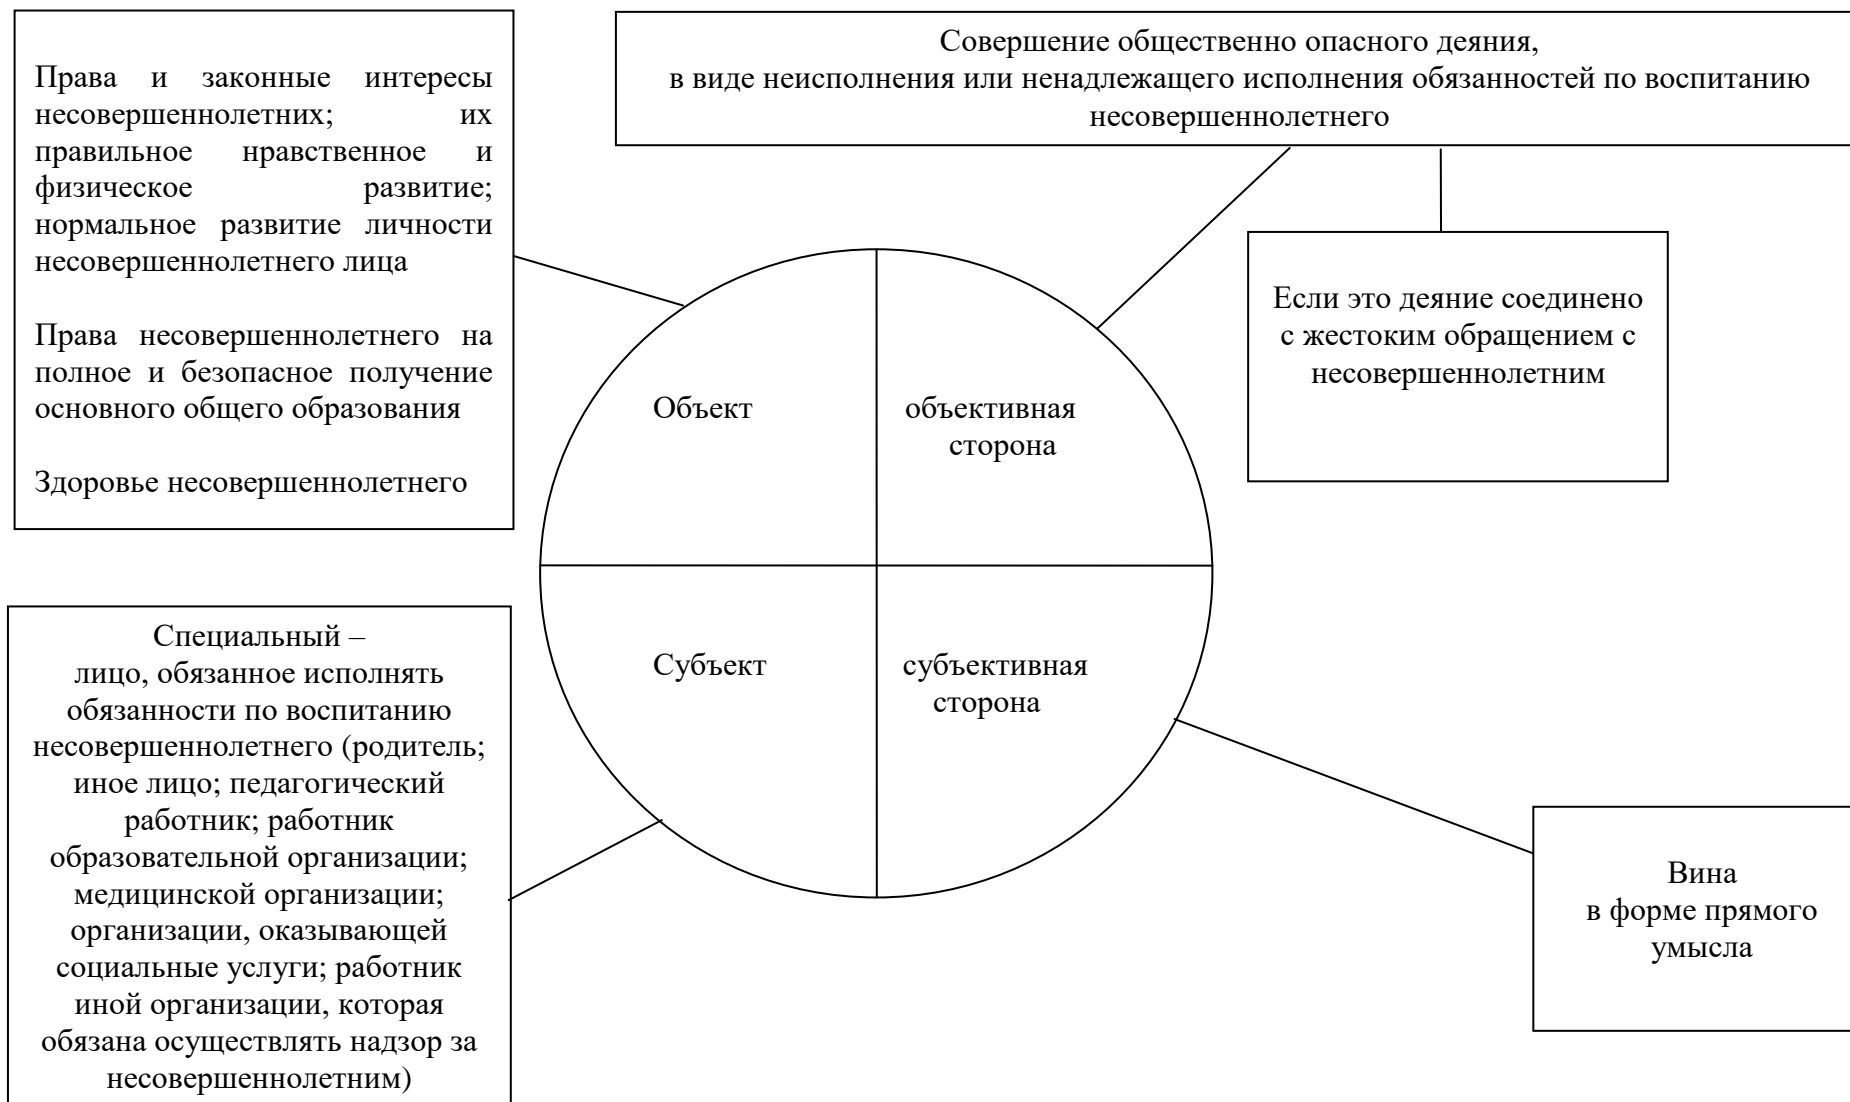 Права и законные интересы
несовершеннолетних; их
правильное нравственное и
физическое развитие;
нормальное развитие личности
несовершеннолетнего лица
Права несовершеннолетнего на
полное и безопасное получение
основного общего образования
Здоровье несовершеннолетнего
Совершение общественно опасного деяния,
в виде неисполнения или ненадлежащего исполнения обязанностей по воспитанию
несовершеннолетнего
Если это деяние соединено
с жестоким обращением с
несовершеннолетним
Объект
объективная
сторона
Субъект
субъективная
сторона
Специальный –
лицо, обязанное исполнять
обязанности по воспитанию
несовершеннолетнего (родитель;
иное лицо; педагогический
работник; работник
образовательной организации;
медицинской организации;
организации, оказывающей
социальные услуги; работник
иной организации, которая
обязана осуществлять надзор за
несовершеннолетним)
Вина
в форме прямого
умысла